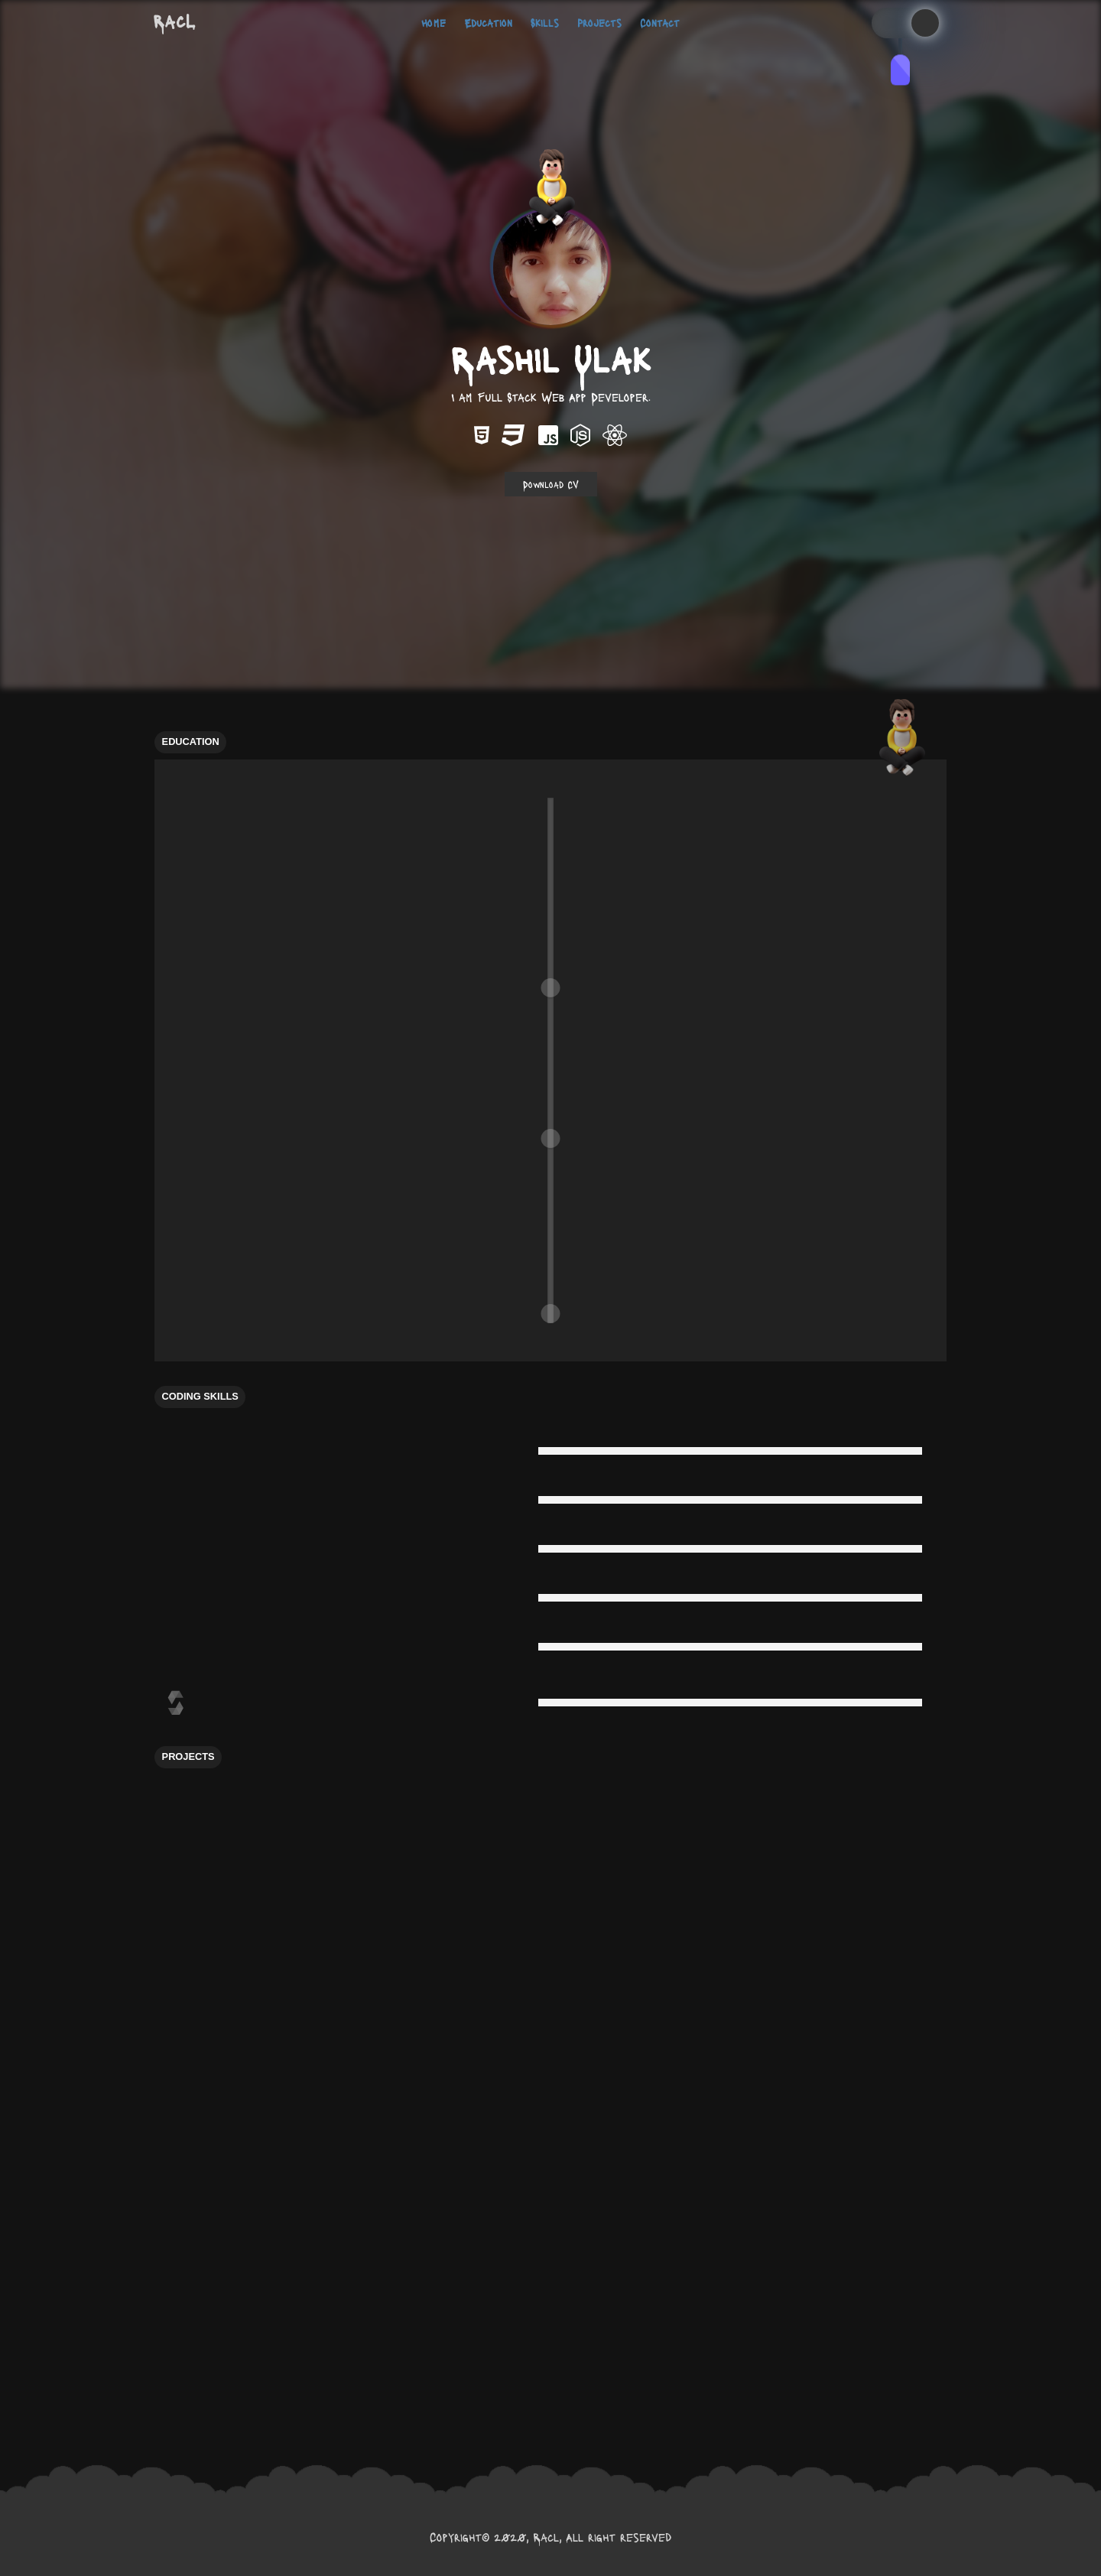 RACL
Home Education Skills Projects Contact
Rashil Ulak
I am Full Stack Web App Developer.
JS JS
Download CV
EDUCATION
CODING SKILLS
PROJECTS
Copyright© 2020, Racl, All right reserved